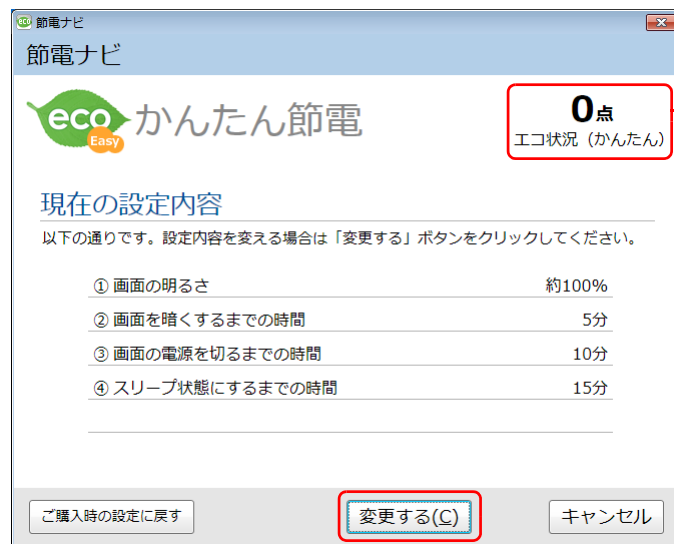 eco 節電ナビ
節電ナビ
eco Easy かんたん節電
0点
エコ状況（かんたん）
現在の設定内容
以下の通りです。設定内容を変える場合は「変更する」ボタンをクリックしてください。
① 画面の明るさ 約100%
② 画面を暗くするまでの時間 5分
③ 画面の電源を切るまでの時間 10分
④ スリープ状態にするまでの時間 15分
ご購入時の設定に戻す 変更する(C) キャンセル